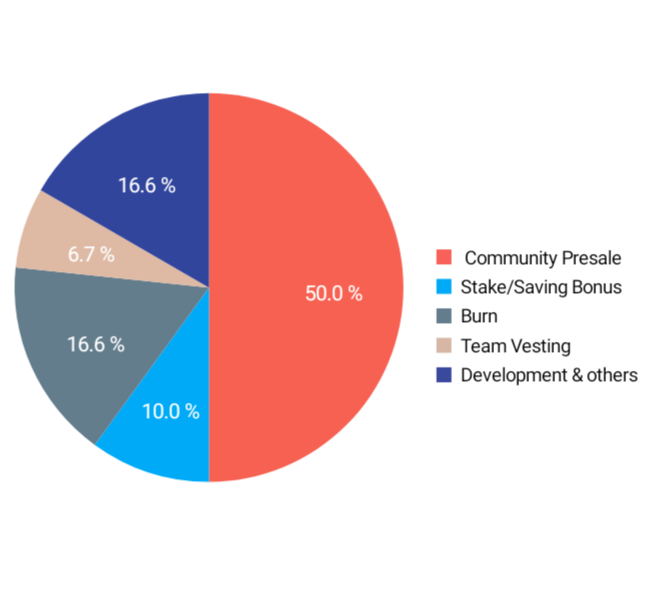 16.6 %
6.7 %
50.0 %
16.6 %
10.0 %
Community Presale
Stake/Saving Bonus
Burn
Team Vesting
Development & others